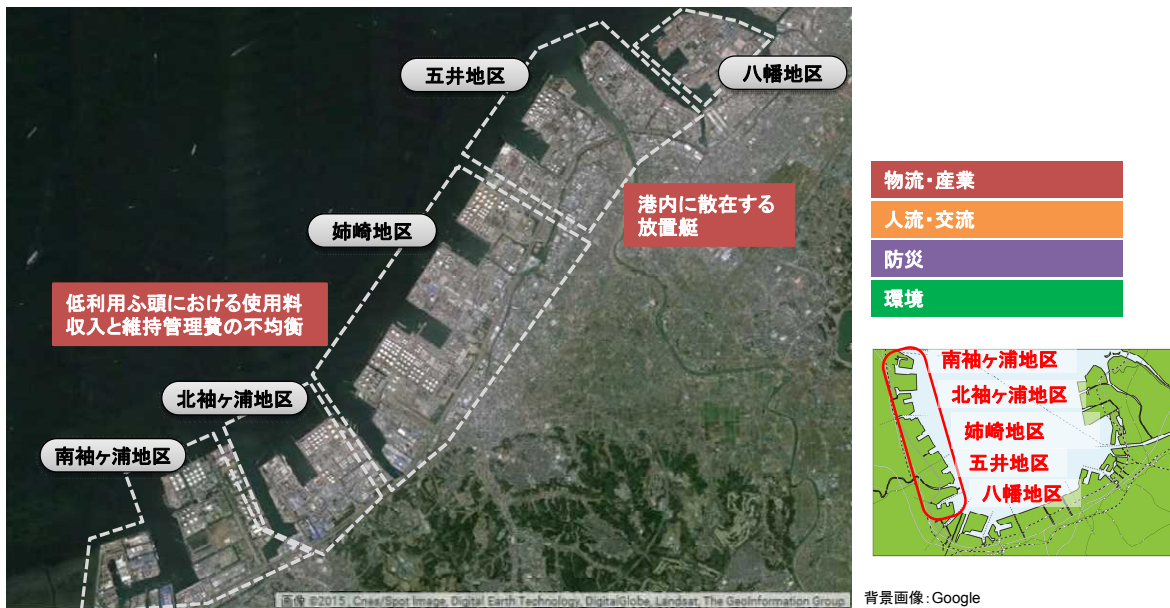 八幡地区
五井地区
港内に散在する
放置艇
姉崎地区
低利用ふ頭における使用料
収入と維持管理費の不均衡
北袖ヶ浦地区
南袖ヶ浦地区
画像 ©2015 , Cnes/Spot Image, Digital Earth Technology, DigitalGlobe, Landsat, The GeoInformation Group
物流・産業
人流・交流
防災
環境
南袖ヶ浦地区
北袖ヶ浦地区
姉崎地区
五井地区
八幡地区
背景画像：Google